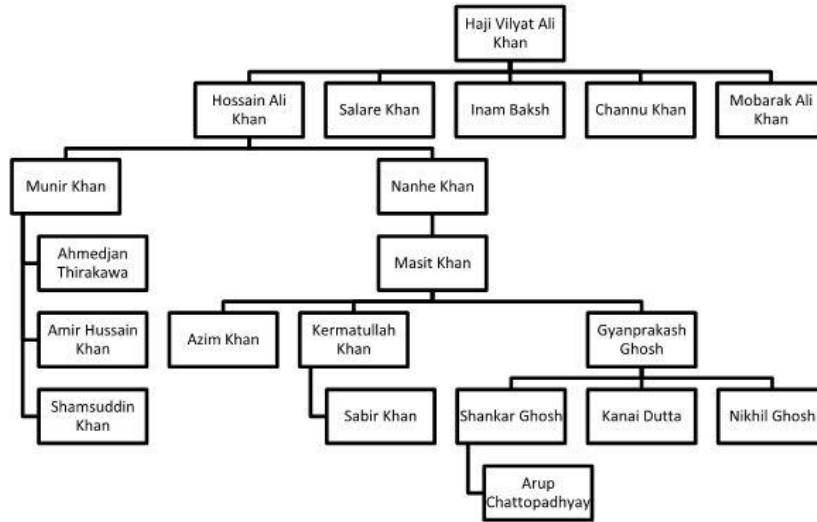 Haji Vilyat Ali
Khan
Hossain Ali
Khan
Salare Khan
Inam Baksh
Channu Khan
Mobarak Ali
Khan
Munir Khan
Nanhe Khan
Ahmedjan
Thirakawa
Masit Khan
Amir Hussain
Khan
Azim Khan
Kermatullah
Khan
Gyanprakash
Ghosh
Shamsuddin
Khan
Sabir Khan
Shankar Ghosh
Kanai Dutta
Nikhil Ghosh
Arup
Chattopadhyay